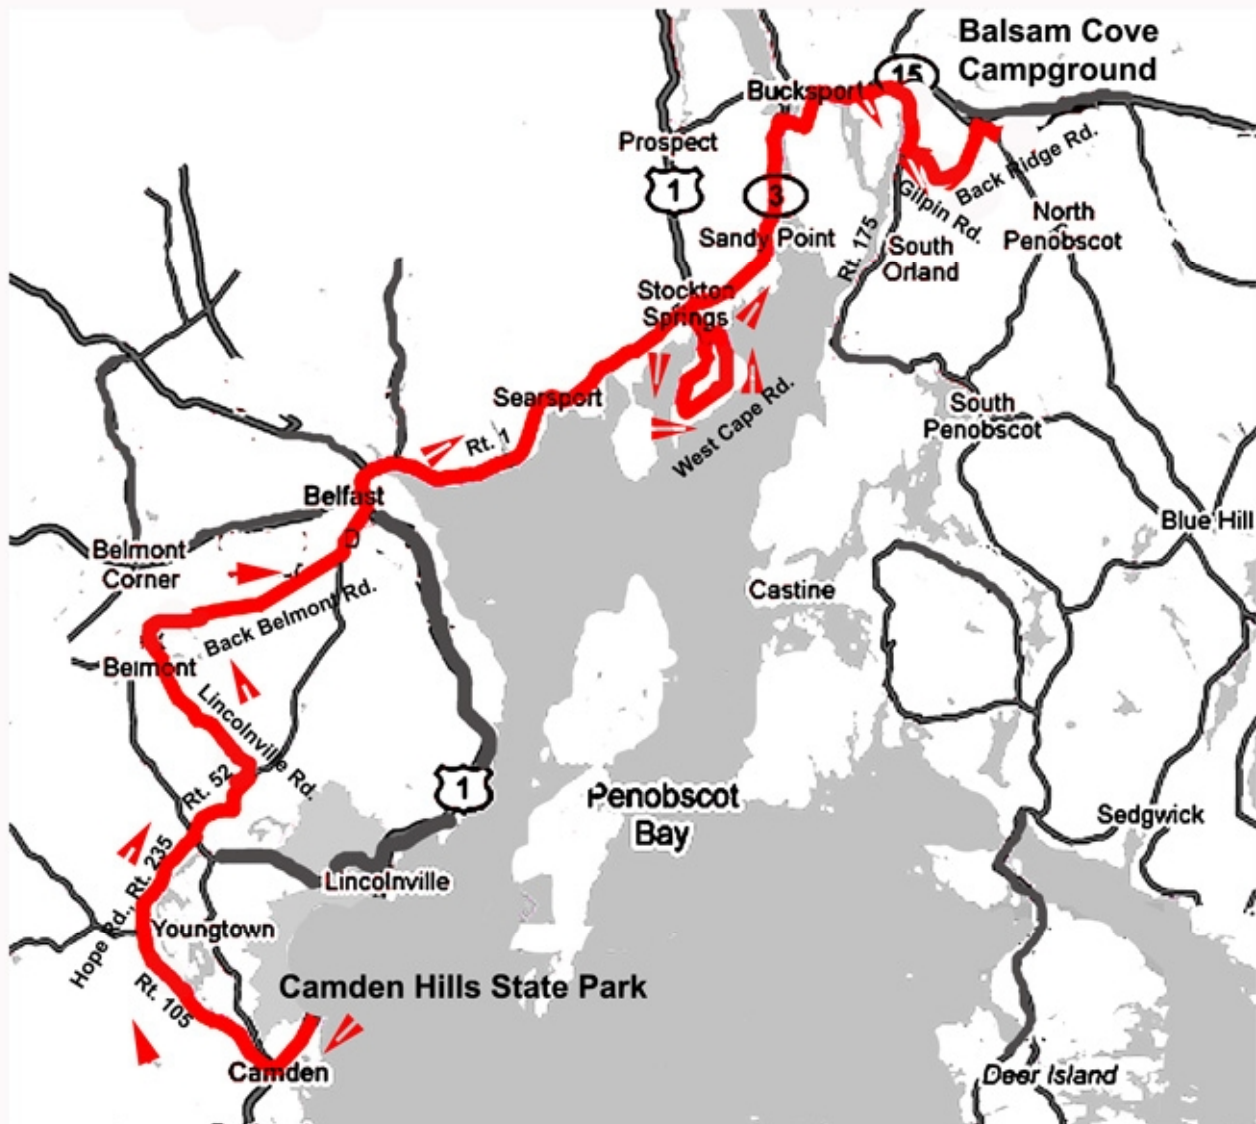 Balsam Cove
Campground
15
Bucksport
Prospect
1
3
Back Ridge Rd.
Gilpin Rd.
North
Penobscot
Sandy Point
Rt. 175
South
Orland
Stockton
Springs
Searsport
Rt. 1
West Cape Rd.
South
Penobscot
Belfast
Blue Hill
Belmont
Corner
Back Belmont Rd.
Castine
Belmont
Lincolnville Rd.
Rt. 52
1
Penobscot
Bay
Sedgwick
Hope Rd., Rt. 235
Lincolnville
Youngtown
Rt. 105
Camden Hills State Park
Camden
Deer Island